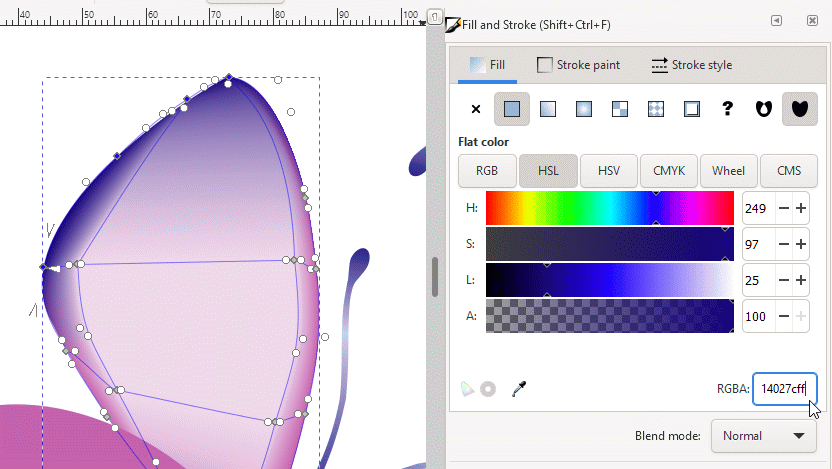 40 50 60 70 80 90 100
Fill and Stroke (Shift+Ctrl+F)
Fill Stroke paint Stroke style
Flat color
RGB HSL HSV CMYK Wheel CMS
H: 249
S: 97
L: 25
A: 100
RGBA: 14027cff
Blend mode: Normal